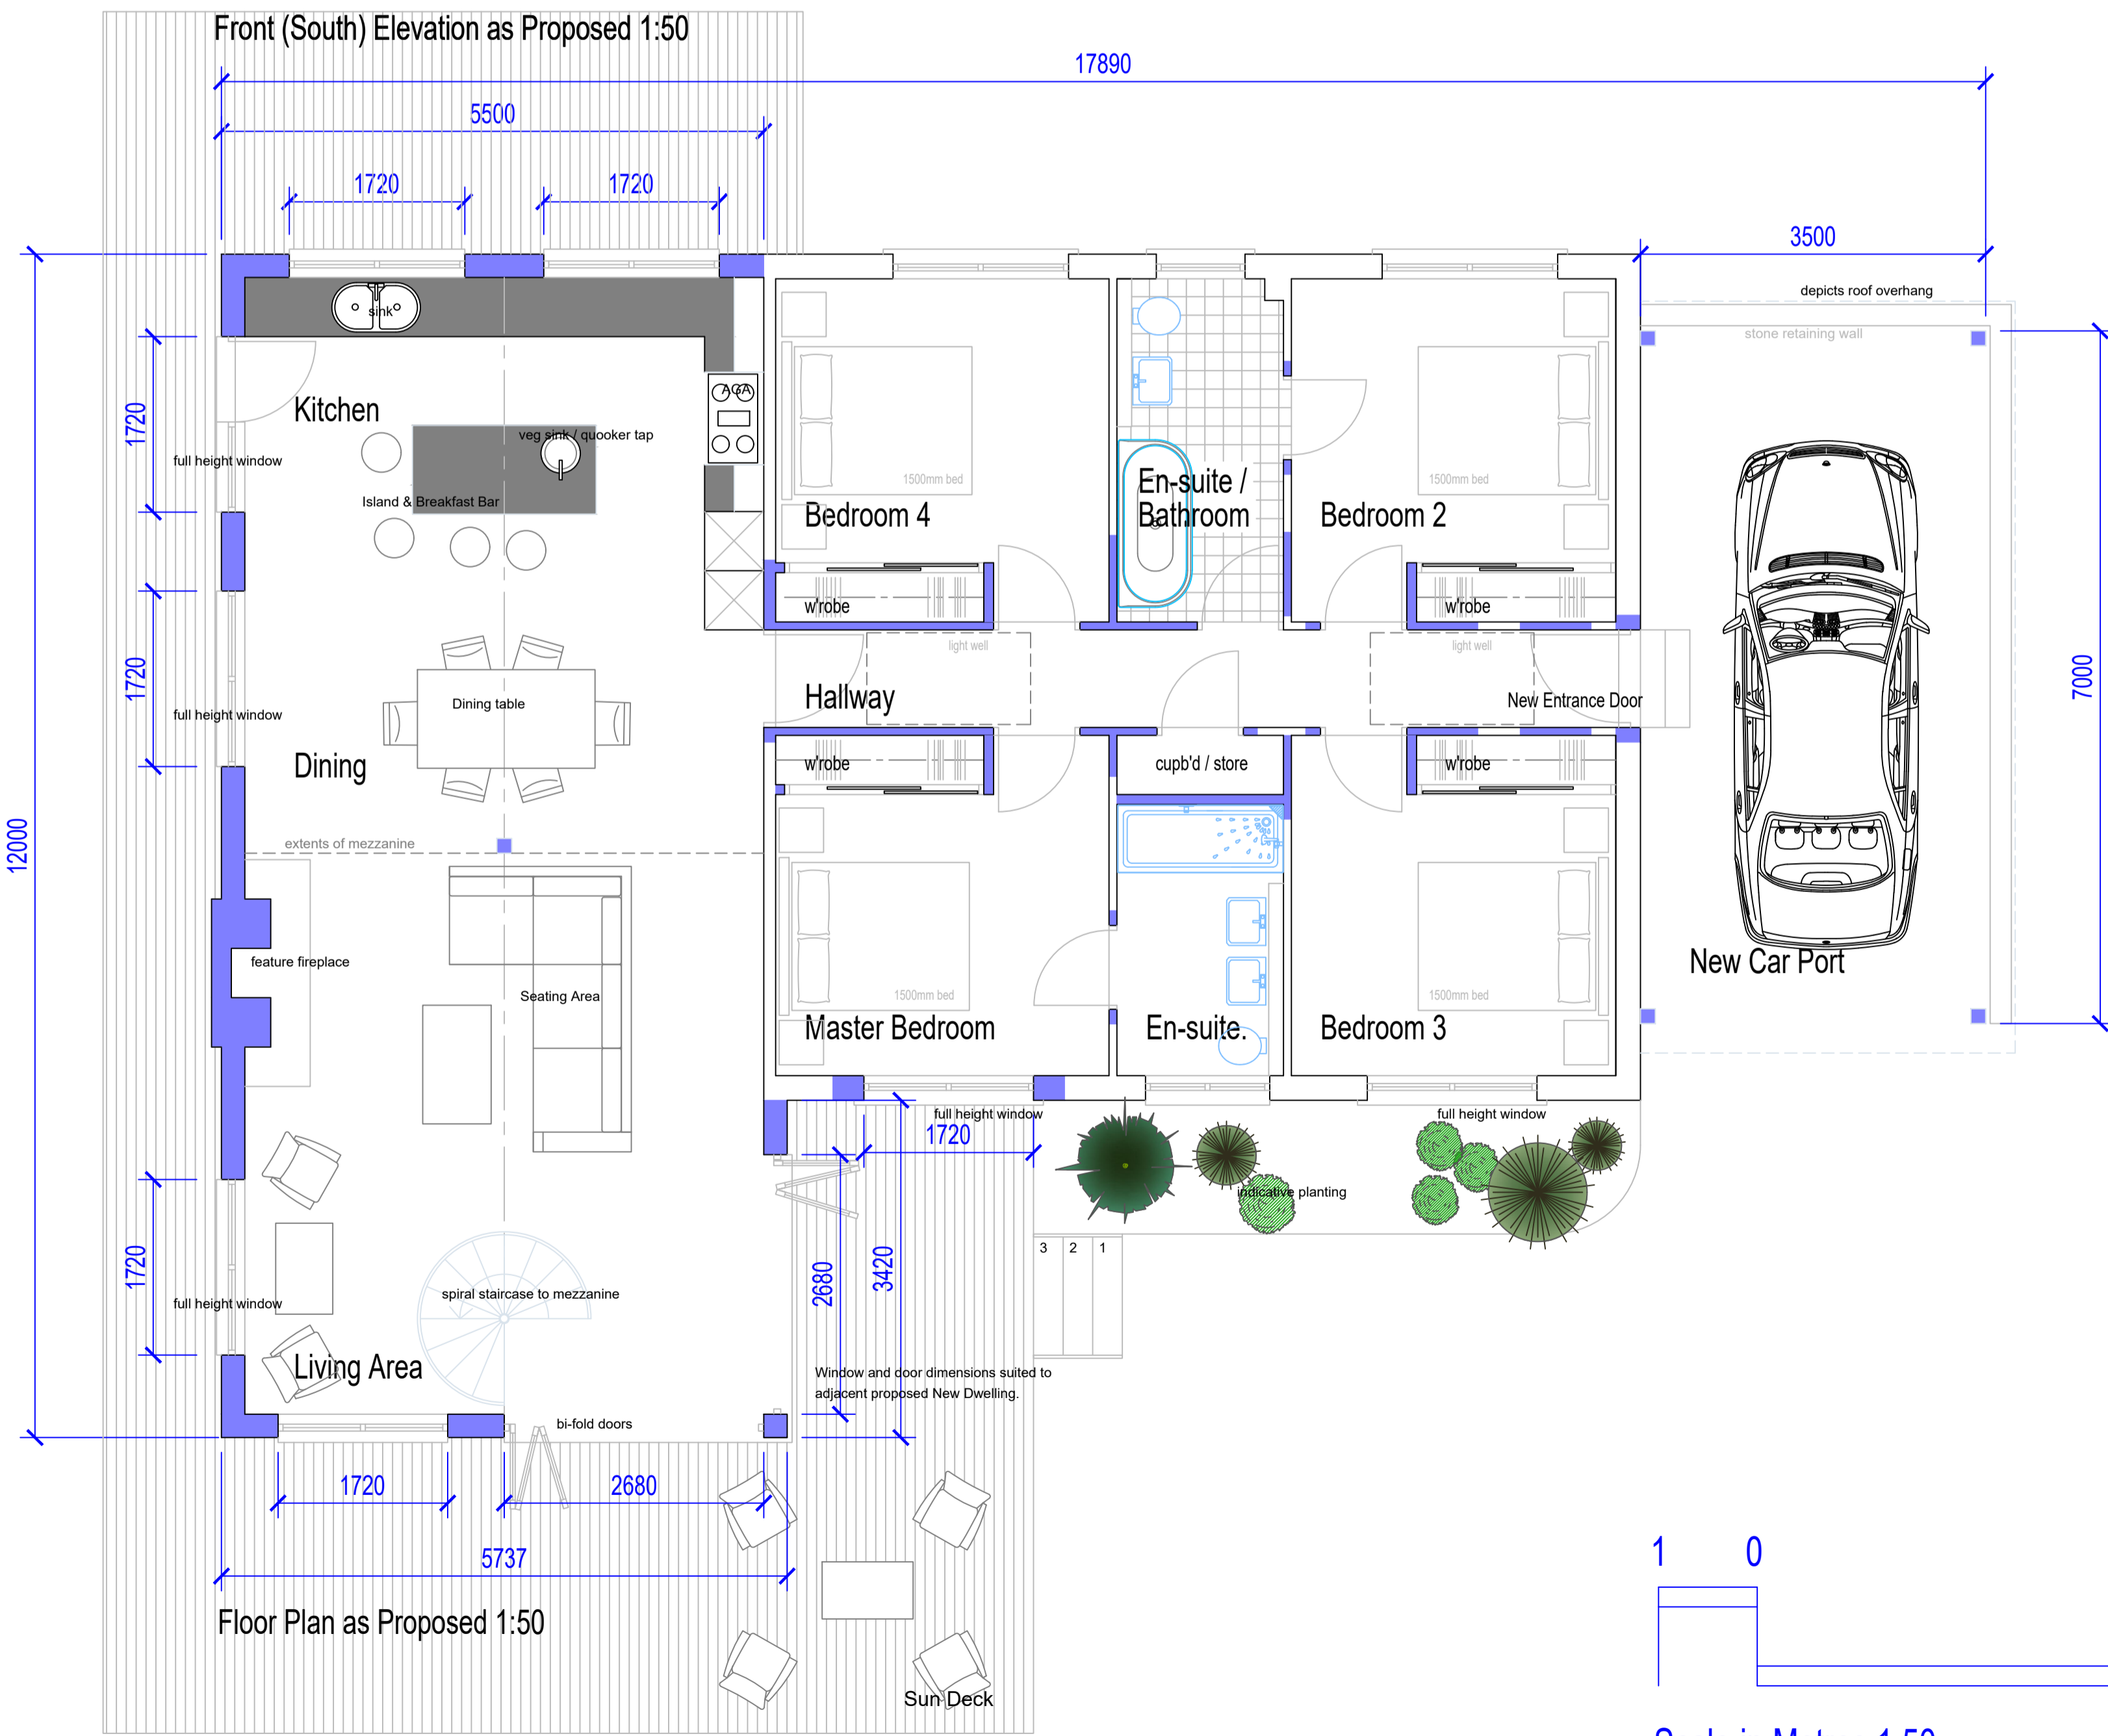 Front (South) Elevation as Proposed 1:50
17890
5500
1720
1720
3500
depicts roof overhang
stone retaining wall
sink
AGA
Kitchen
1720
veg sink / quooker tap
full height window
Island & Breakfast Bar
1500mm bed
Bedroom 4
En-suite /
Bathroom
1500mm bed
Bedroom 2
w'robe
w'robe
light well
light well
7000
1720
Hallway
New Entrance Door
full height window
Dining table
Dining
w'robe
cupb'd / store
w'robe
12000
extents of mezzanine
feature fireplace
Seating Area
1500mm bed
Master Bedroom
En-suite.
1500mm bed
Bedroom 3
New Car Port
full height window
1720
full height window
indicative planting
3 2 1
1720
2680
3420
full height window
spiral staircase to mezzanine
Living Area
Window and door dimensions suited to
adjacent proposed New Dwelling.
bi-fold doors
1720
2680
5737
Floor Plan as Proposed 1:50
Sun Deck
1 0